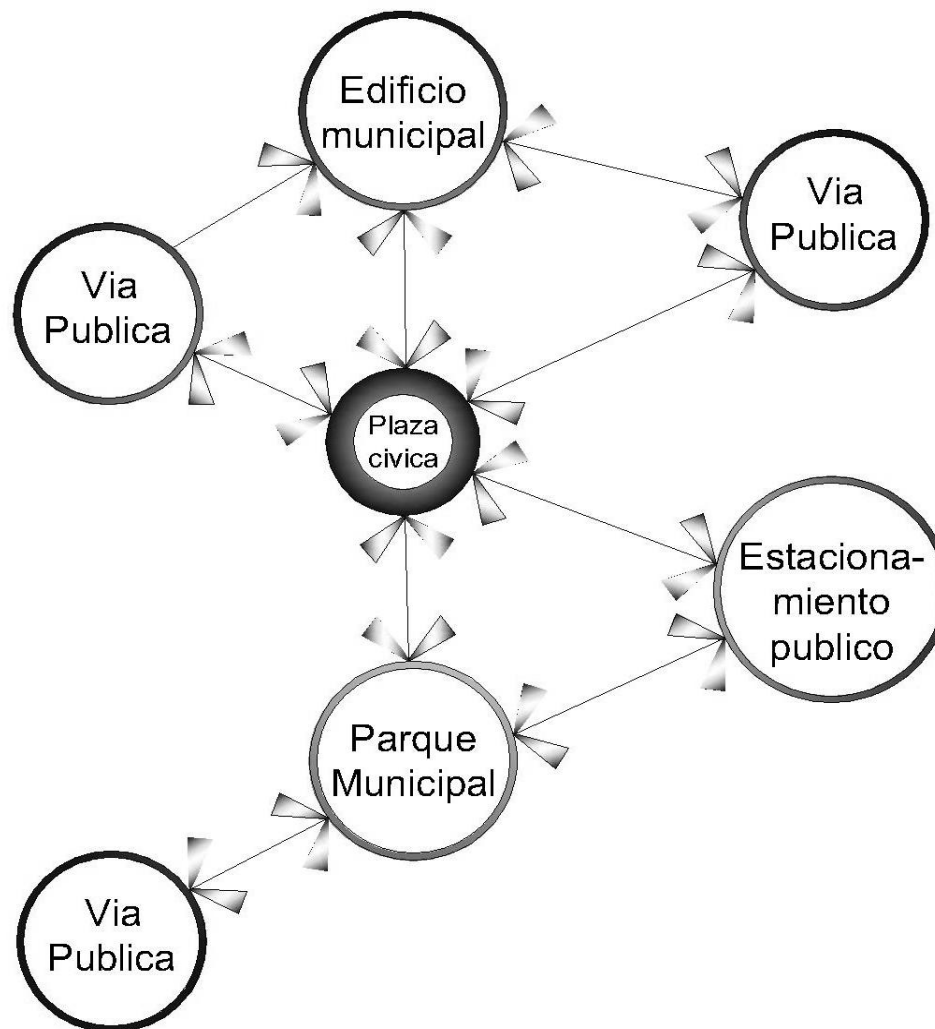 Edificio
municipal
Via
Publica
Via
Publica
Plaza
civica
Estaciona-
miento
publico
Parque
Municipal
Via
Publica